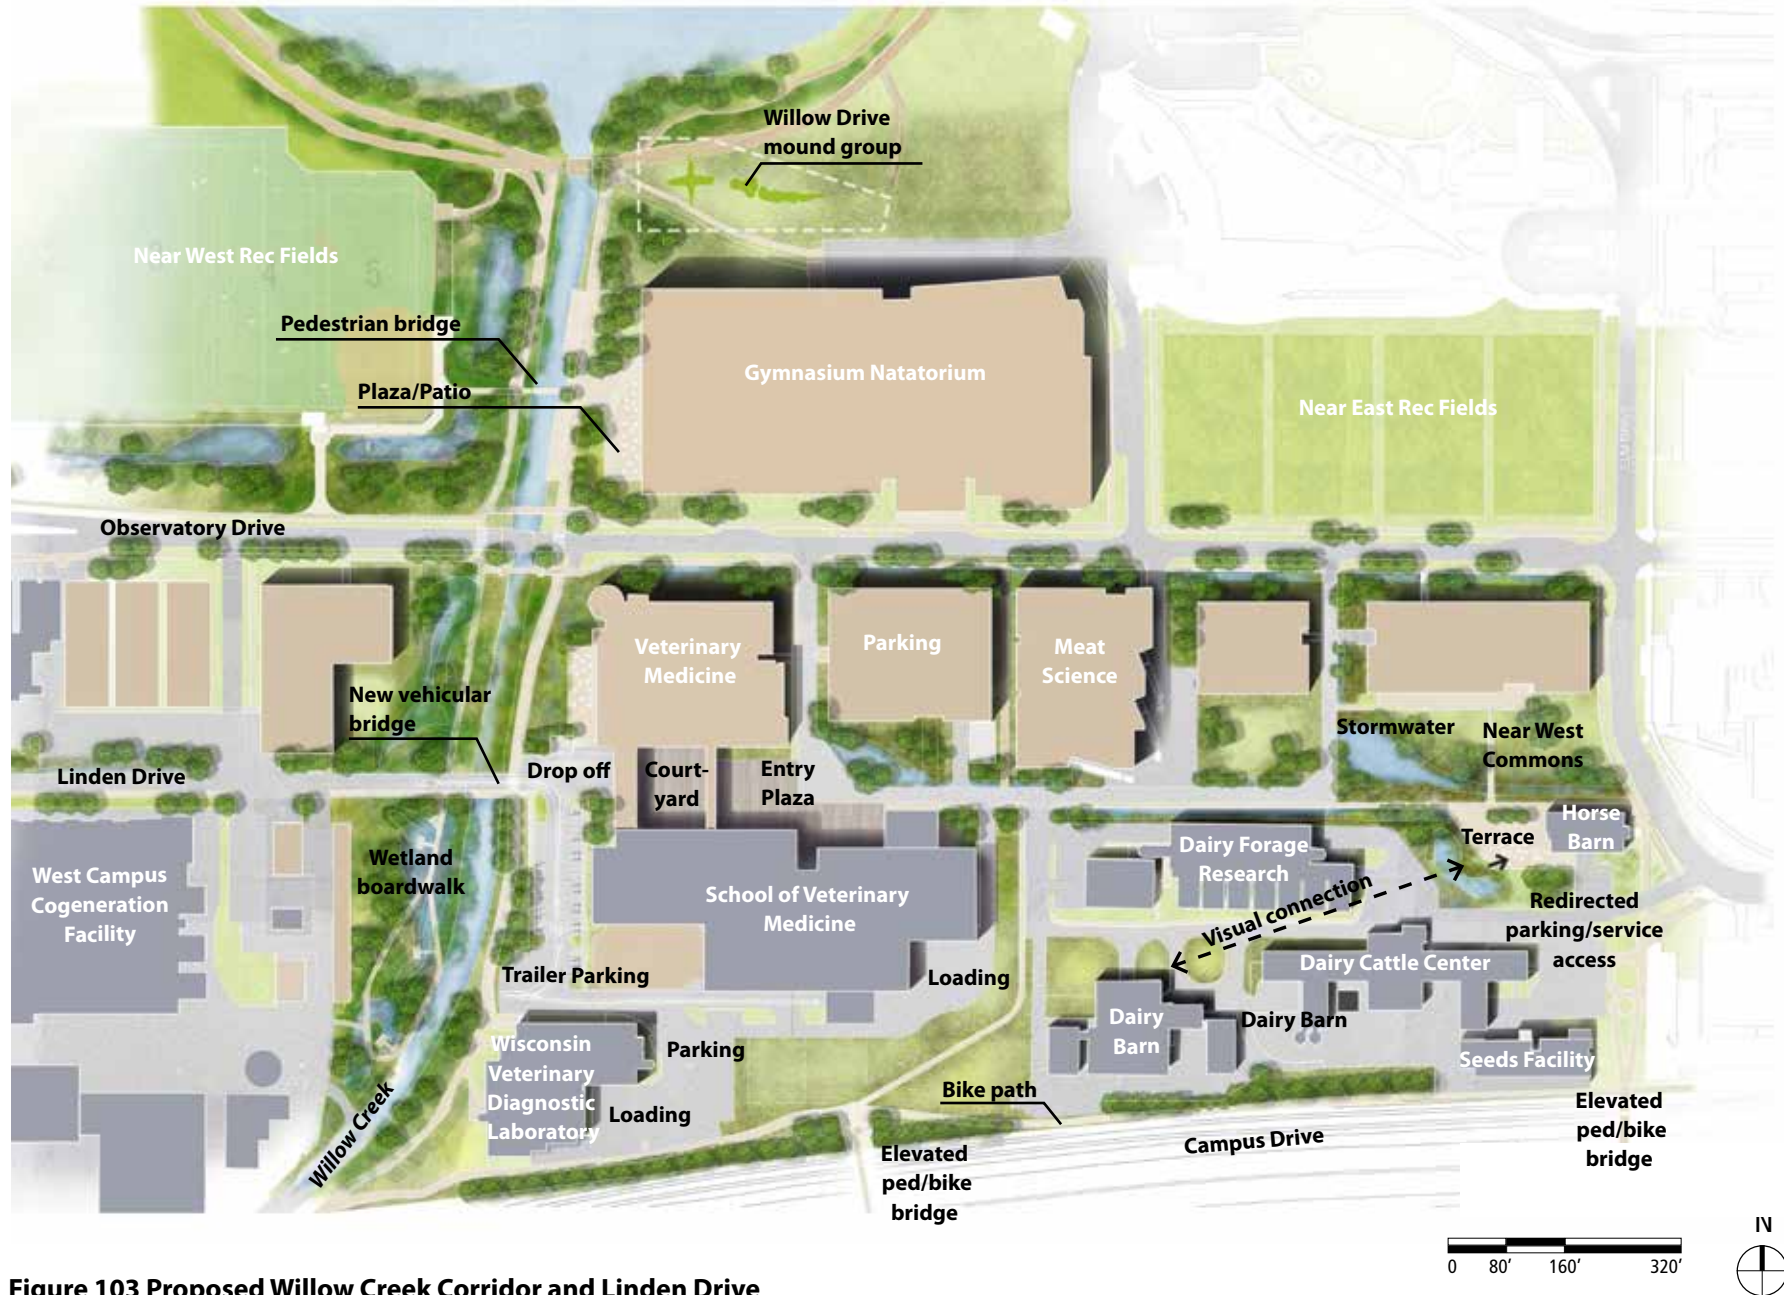 Willow Drive
mound group
Near West Rec Fields
Pedestrian bridge
Gymnasium Natatorium
Plaza/Patio
Near East Rec Fields
Observatory Drive
Veterinary
Medicine
Parking
Meat
Science
New vehicular
bridge
Stormwater
Near West
Commons
Linden Drive
Drop off
Court-
yard
Entry
Plaza
Horse
Barn
Terrace
Wetland
boardwalk
Dairy Forage
Research
West Campus
Cogeneration
Facility
School of Veterinary
Medicine
Visual connection
Redirected
parking/service
access
Trailer Parking
Loading
Dairy Cattle Center
Dairy
Barn
Dairy Barn
Wisconsin
Veterinary
Diagnostic
Laboratory
Parking
Loading
Seeds Facility
Bike path
Willow Creek
Elevated
ped/bike
bridge
Campus Drive
Elevated
ped/bike
bridge
N
0 80' 160' 320'
Figure 103 Proposed Willow Creek Corridor and Linden Drive